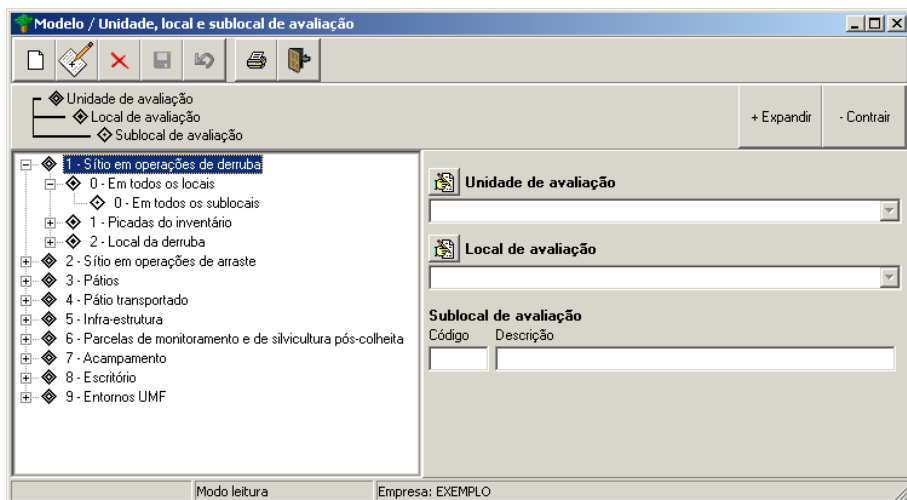 Modelo / Unidade, local e sublocal de avaliação
Unidade de avaliação
Local de avaliação
Sublocal de avaliação
+ Expandir
- Contrair
1 - Sítio em operações de derruba
0 - Em todos os locais
0 - Em todos os sublocais
1 - Picadas do inventário
2 - Local da derruba
2 - Sítio em operações de arraste
3 - Pátios
4 - Pátio transportado
5 - Infra-estrutura
6 - Parcelas de monitoramento e de silvicultura pós-colheita
7 - Acampamento
8 - Escritório
9 - Entornos UMF
Unidade de avaliação
Local de avaliação
Sublocal de avaliação
Código Descrição
Modo leitura Empresa: EXEMPLO